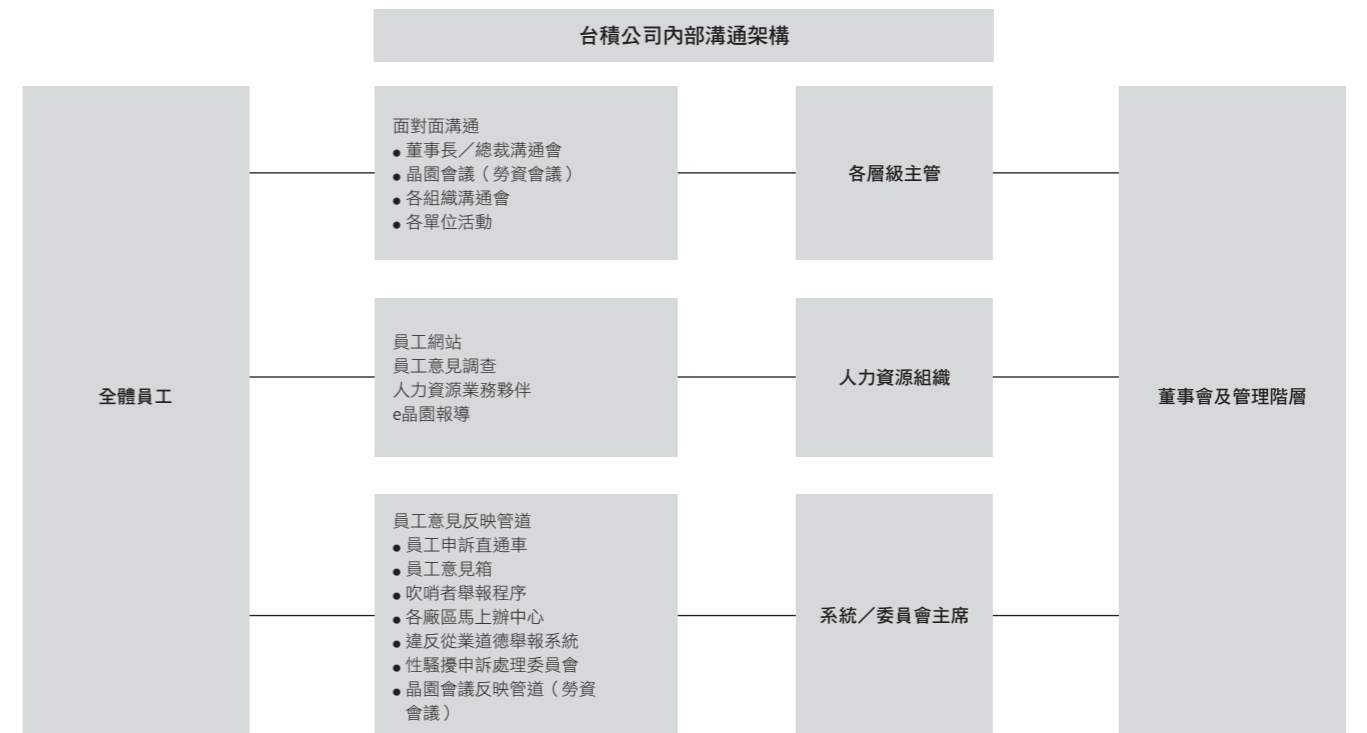 台積公司內部溝通架構
全體員工
面對面溝通
● 董事長／總裁溝通會
● 晶園會議（勞資會議）
● 各組織溝通會
● 各單位活動
各層級主管
員工網站
員工意見調查
人力資源業務夥伴
e晶園報導
人力資源組織
員工意見反映管道
● 員工申訴直通車
● 員工意見箱
● 吹哨者舉報程序
● 各廠區馬上辦中心
● 違反從業道德舉報系統
● 性騷擾申訴處理委員會
● 晶園會議反映管道（勞資
會議）
系統／委員會主席
董事會及管理階層